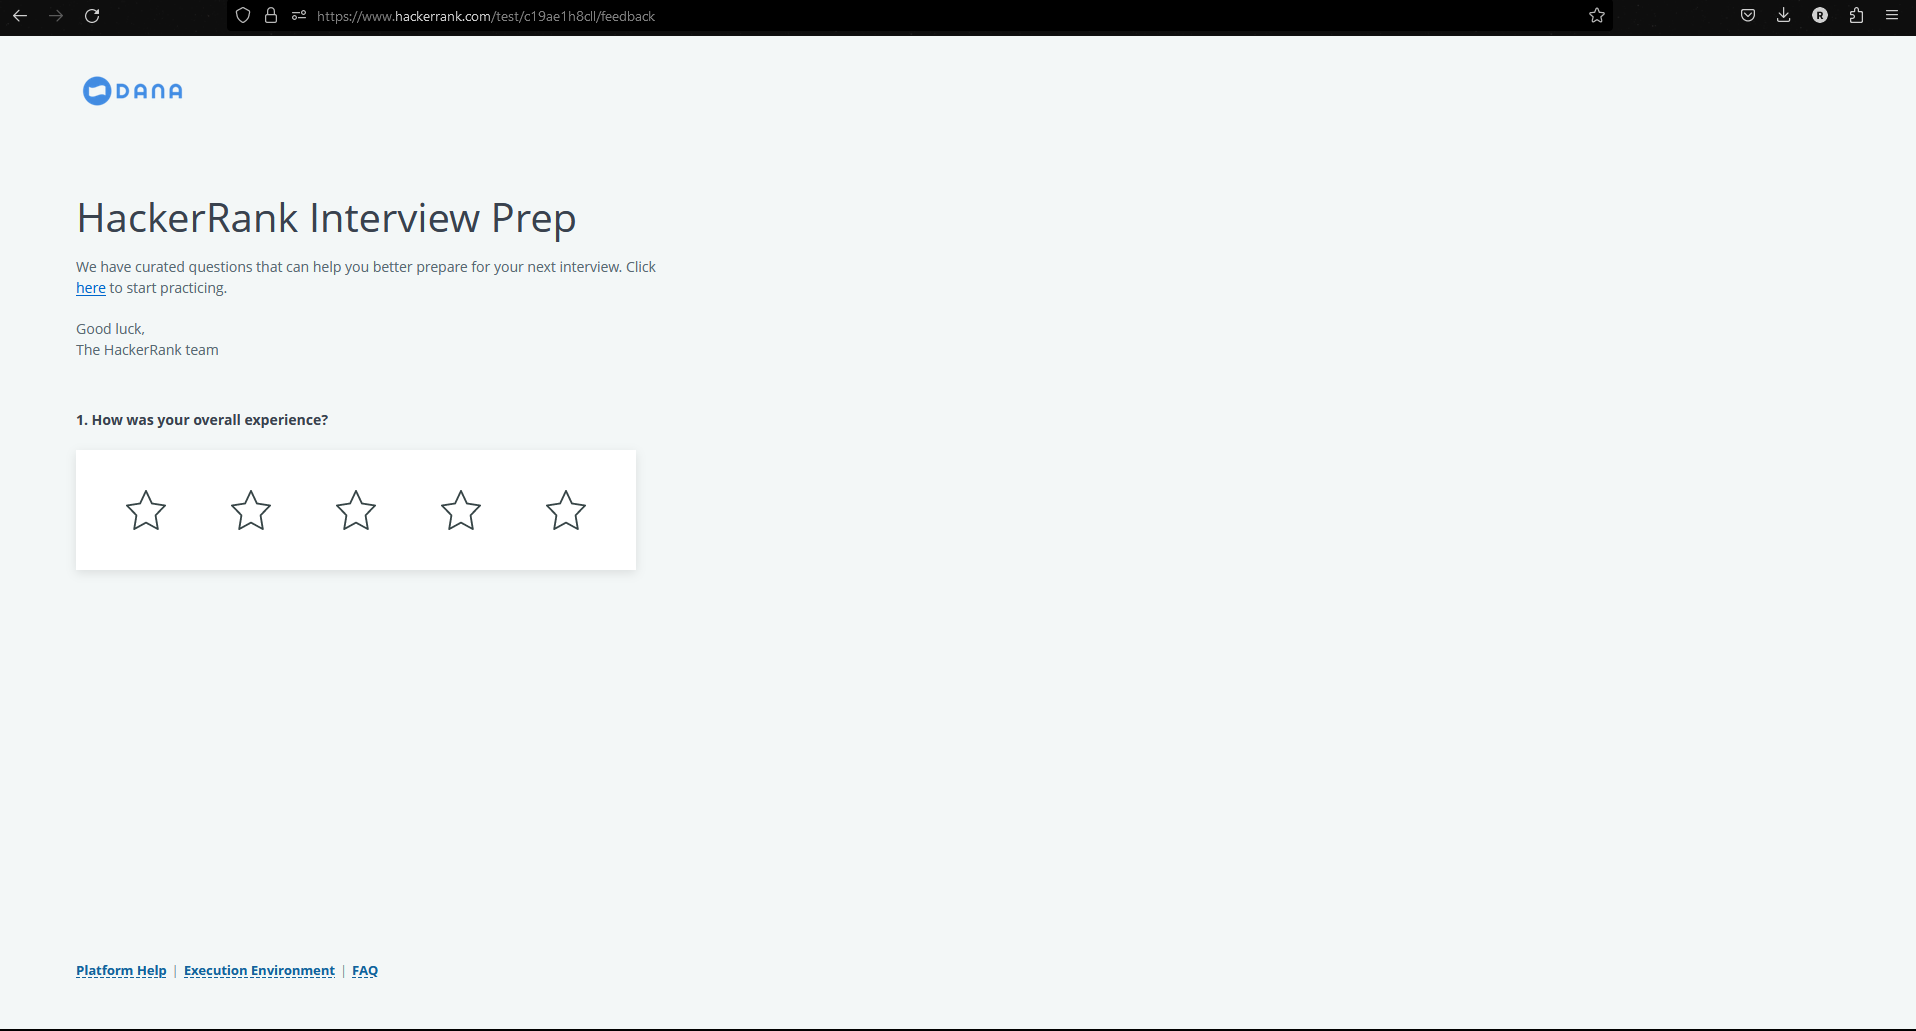 https://www.hackerrank.com/test/c19ae1h8cll/feedback
R
DANA
HackerRank Interview Prep
We have curated questions that can help you better prepare for your next interview. Click
here to start practicing.
Good luck,
The HackerRank team
1. How was your overall experience?
Platform Help | Execution Environment | FAQ